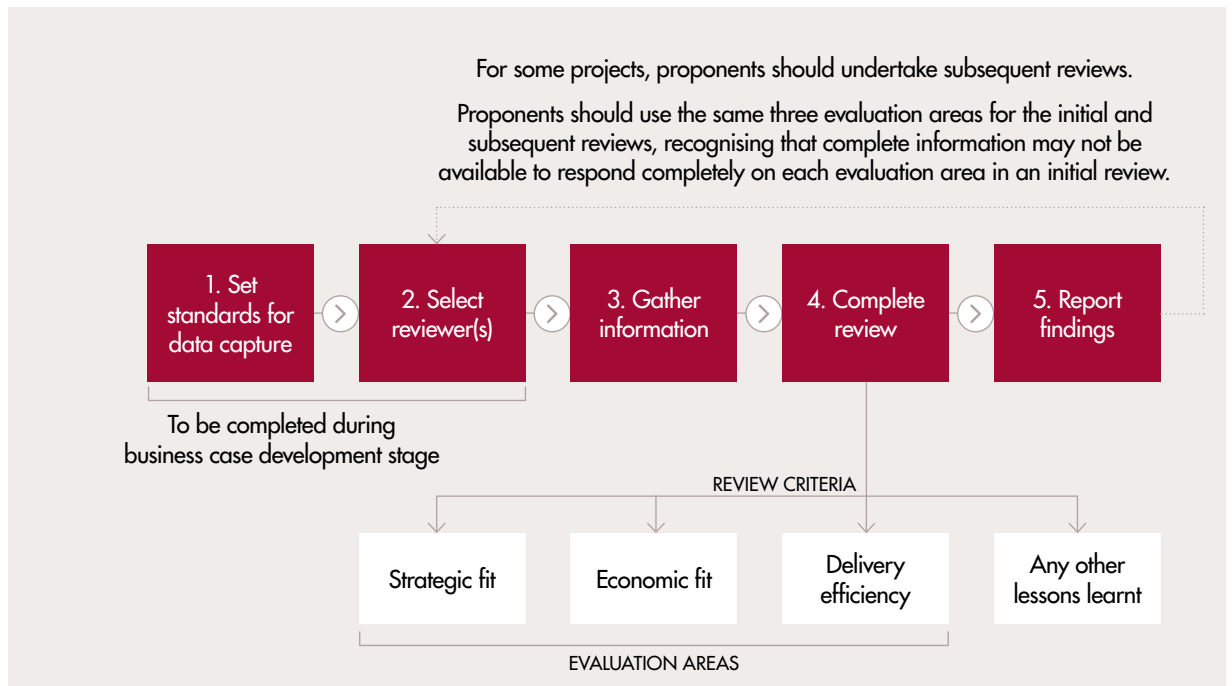 For some projects, proponents should undertake subsequent reviews.
Proponents should use the same three evaluation areas for the initial and
subsequent reviews, recognising that complete information may not be
available to respond completely on each evaluation area in an initial review.
1. Set
standards for
data capture
2. Select
reviewer(s)
3. Gather
information
4. Complete
review
5. Report
findings
To be completed during
business case development stage
REVIEW CRITERIA
Strategic fit
Economic fit
Delivery
efficiency
Any other
lessons learnt
EVALUATION AREAS